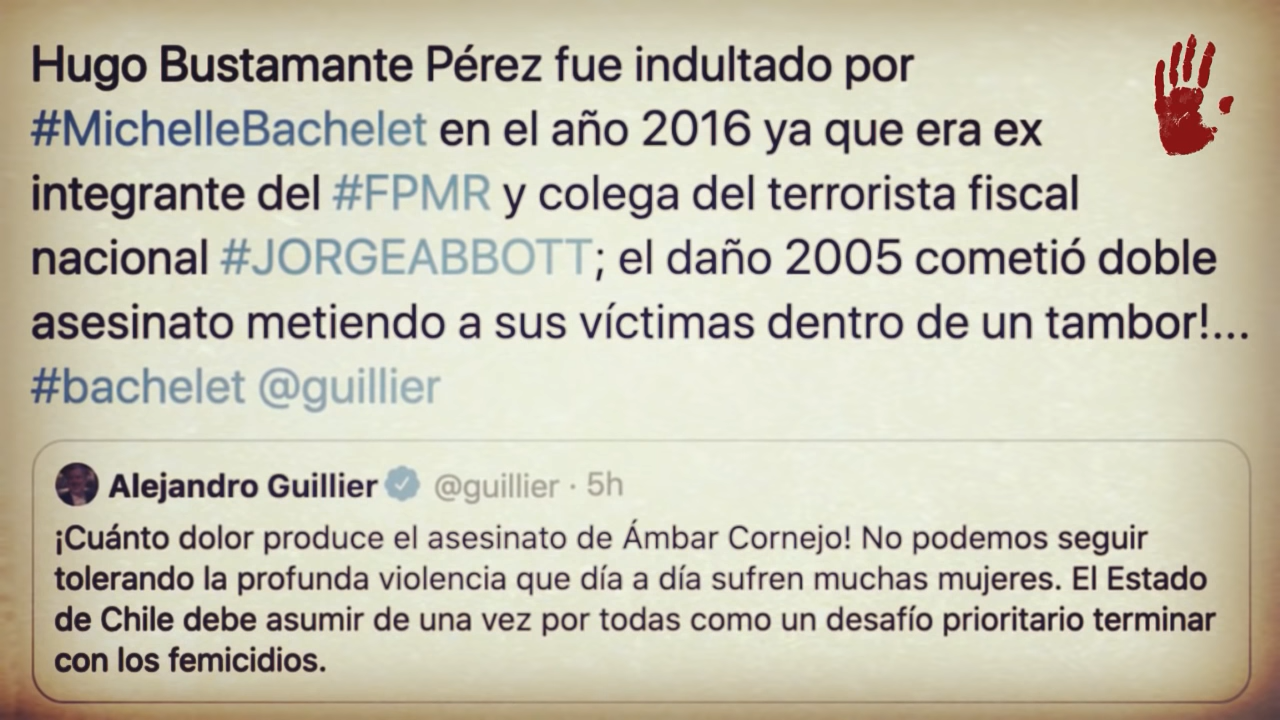 Hugo Bustamante Pérez fue indultado por
#MichelleBachelet en el año 2016 ya que era ex
integrante del #FPMR y colega del terrorista fiscal
nacional #JORGEABBOTT; el daño 2005 cometió doble
asesinato metiendo a sus víctimas dentro de un tambor!...
#bachelet @guillier
Alejandro Guillier @guillier · 5h
¡Cuánto dolor produce el asesinato de Ámbar Cornejo! No podemos seguir
tolerando la profunda violencia que día a día sufren muchas mujeres. El Estado
de Chile debe asumir de una vez por todas como un desafío prioritario terminar
con los femicidios.